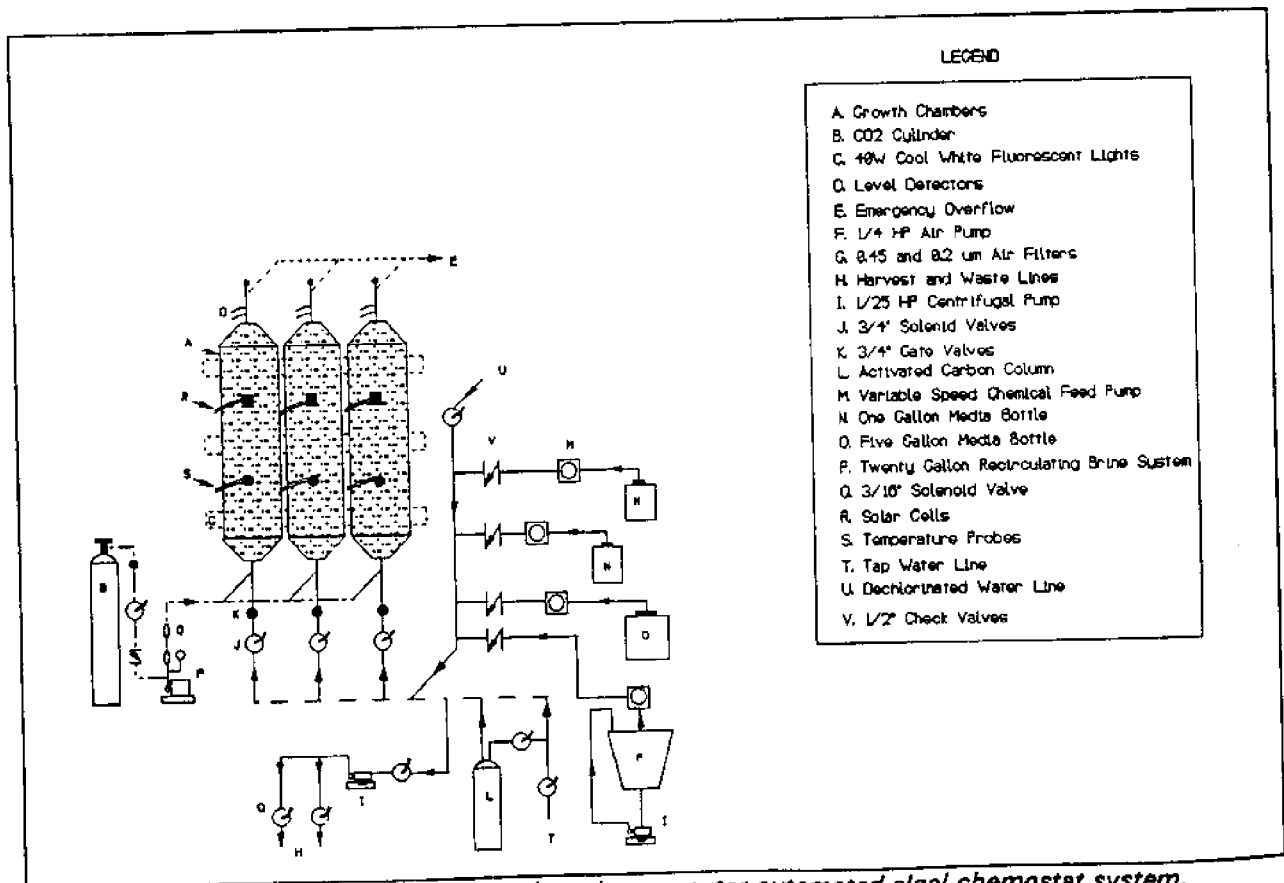 LEGEND
A. Growth Chambers
B. CO2 Cylinder
C. 40W Cool White Fluorescent Lights
D. Level Detectors
E. Emergency Overflow
F. 1/4 HP Air Pump
G. 0.45 and 0.2 um Air Filters
H. Harvest and Waste Lines
I. 1/25 HP Centrifugal Pump
J. 3/4" Solenid Valves
K. 3/4" Gate Valves
L. Activated Carbon Column
M. Variable Speed Chemical Feed Pump
N. One Gallon Media Bottle
O. Five Gallon Media Bottle
P. Twenty Gallon Recirculating Brine System
Q. 3/16" Solenoid Valve
R. Solar Cells
S. Temperature Probes
T. Tap Water Line
U. Dechlorinated Water Line
V. 1/2" Check Valves
E
D
A
U
R
V
M
N
S
N
B
K
O
J
P
I
L
Q
T
I
H
for automated algal chemostat system.